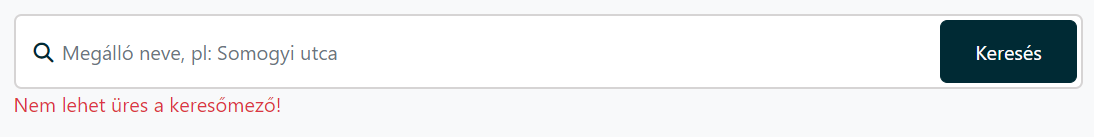 Megálló neve, pl: Somogyi utca
Keresés
Nem lehet üres a keresőmező!